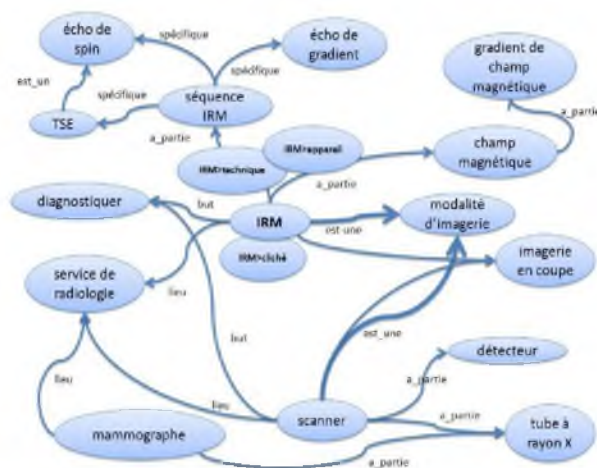 écho de
spin
écho de
gradient
gradient de
champ
magnétique
spécifique
spécifique
est_un
spécifique
séquence
IRM
TSE
a_partie
a_partie
IRM>appareil
IRM>technique
champ
magnétique
a_partie
diagnostiquer
but
IRM
modalité
d'imagerie
est-une
IRM>cliché
imagerie
en coupe
service de
radiologie
lieu
but
est_une
détecteur
a_partie
lieu
lieu
scanner
a_partie
tube à
rayon X
mammographe
a_partie